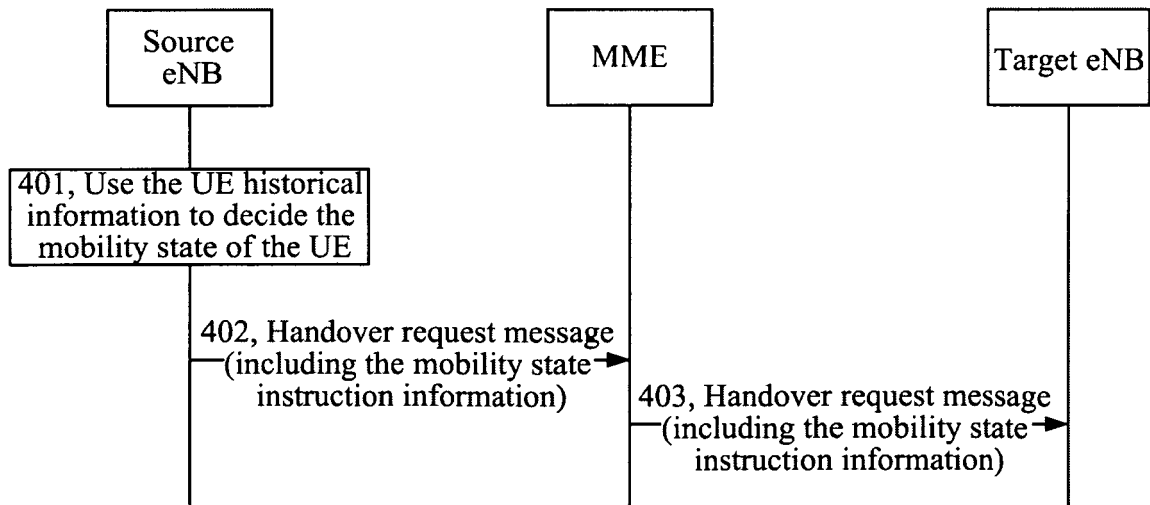 Source
eNB
MME
Target eNB
401, Use the UE historical
information to decide the
mobility state of the UE
402, Handover request message
(including the mobility state
instruction information)
403, Handover request message
(including the mobility state
instruction information)